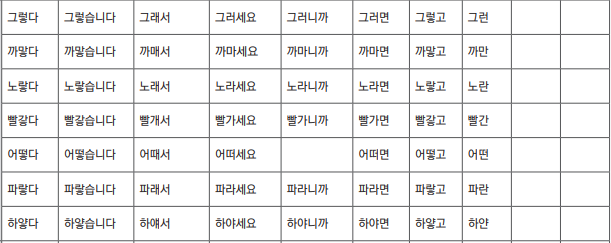 그렇다 그렇습니다 그래서 그러세요 그러니까 그러면 그렇고 그런
까맣다 까맣습니다 까매서 까마세요 까마니까 까마면 까맣고 까만
노랗다 노랗습니다 노래서 노라세요 노라니까 노라면 노랗고 노란
빨갛다 빨갛습니다 빨개서 빨가세요 빨가니까 빨가면 빨갛고 빨간
어떻다 어떻습니다 어때서 어떠세요 어떠면 어떻고 어떤
파랗다 파랗습니다 파래서 파라세요 파라니까 파라면 파랗고 파란
하얗다 하얗습니다 하얘서 하야세요 하야니까 하야면 하얗고 하얀